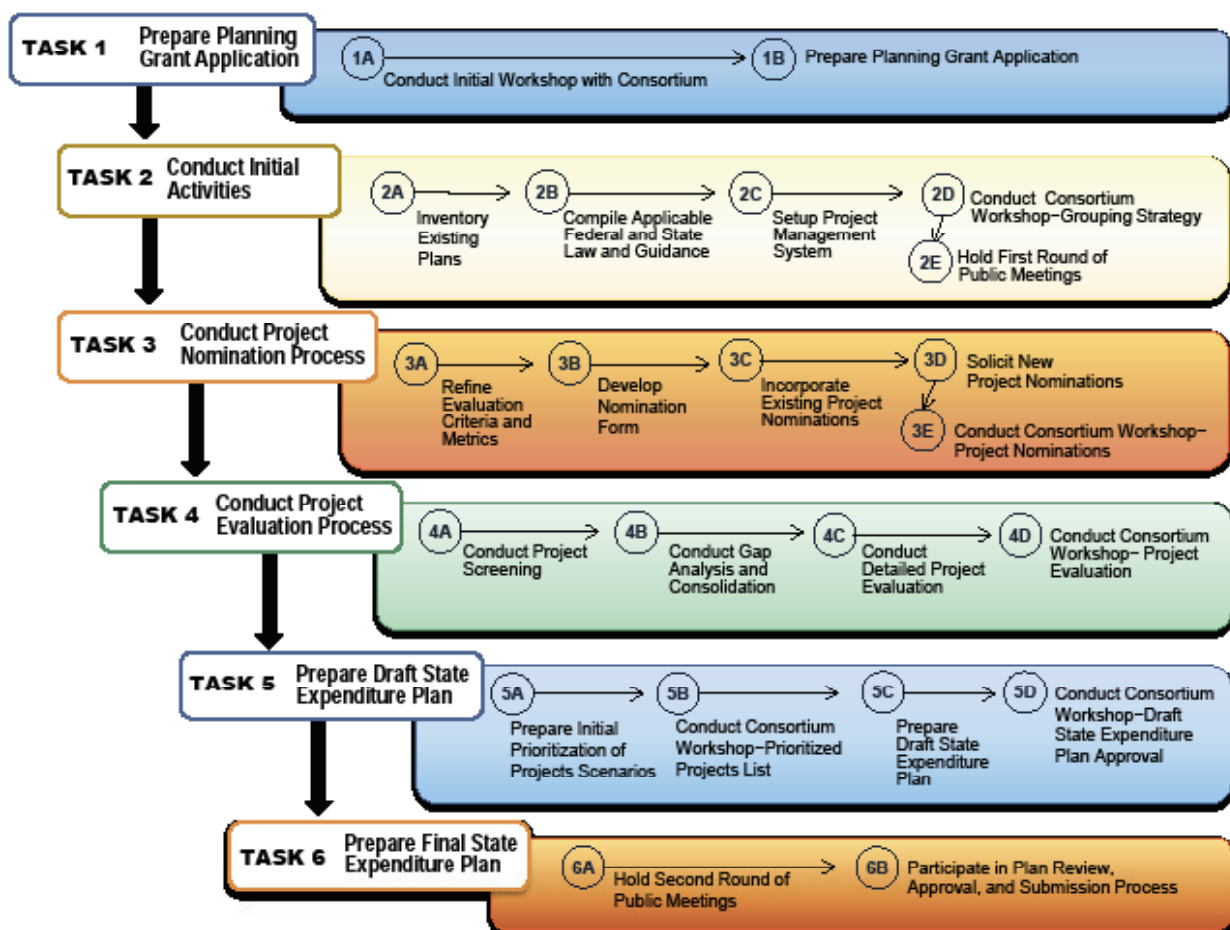 TASK 1
Prepare Planning
Grant Application
1A
Conduct Initial Workshop with Consortium
1B
Prepare Planning Grant Application
TASK 2
Conduct Initial
Activities
2A
Inventory
Existing
Plans
2B
Compile Applicable
Federal and State
Law and Guidance
2C
Setup Project
Management
System
2D
Conduct Consortium
Workshop-Grouping Strategy
2E
Hold First Round of
Public Meetings
TASK 3
Conduct Project
Nomination Process
3A
Refine
Evaluation
Criteria and
Metrics
3B
Develop
Nomination
Form
3C
Incorporate
Existing Project
Nominations
3D
Solicit New
Project Nominations
3E
Conduct Consortium Workshop-
Project Nominations
TASK 4
Conduct Project
Evaluation Process
4A
Conduct Project
Screening
4B
Conduct Gap
Analysis and
Consolidation
4C
Conduct
Detailed Project
Evaluation
4D
Conduct Consortium
Workshop- Project
Evaluation
TASK 5
Prepare Draft State
Expenditure Plan
5A
Prepare Initial
Prioritization of
Projects Scenarios
5B
Conduct Consortium
Workshop-Prioritized
Projects List
5C
Prepare
Draft State
Expenditure
Plan
5D
Conduct Consortium
Workshop-Draft
State Expenditure
Plan Approval
TASK 6
Prepare Final State
Expenditure Plan
6A
Hold Second Round of
Public Meetings
6B
Participate in Plan Review,
Approval, and Submission Process